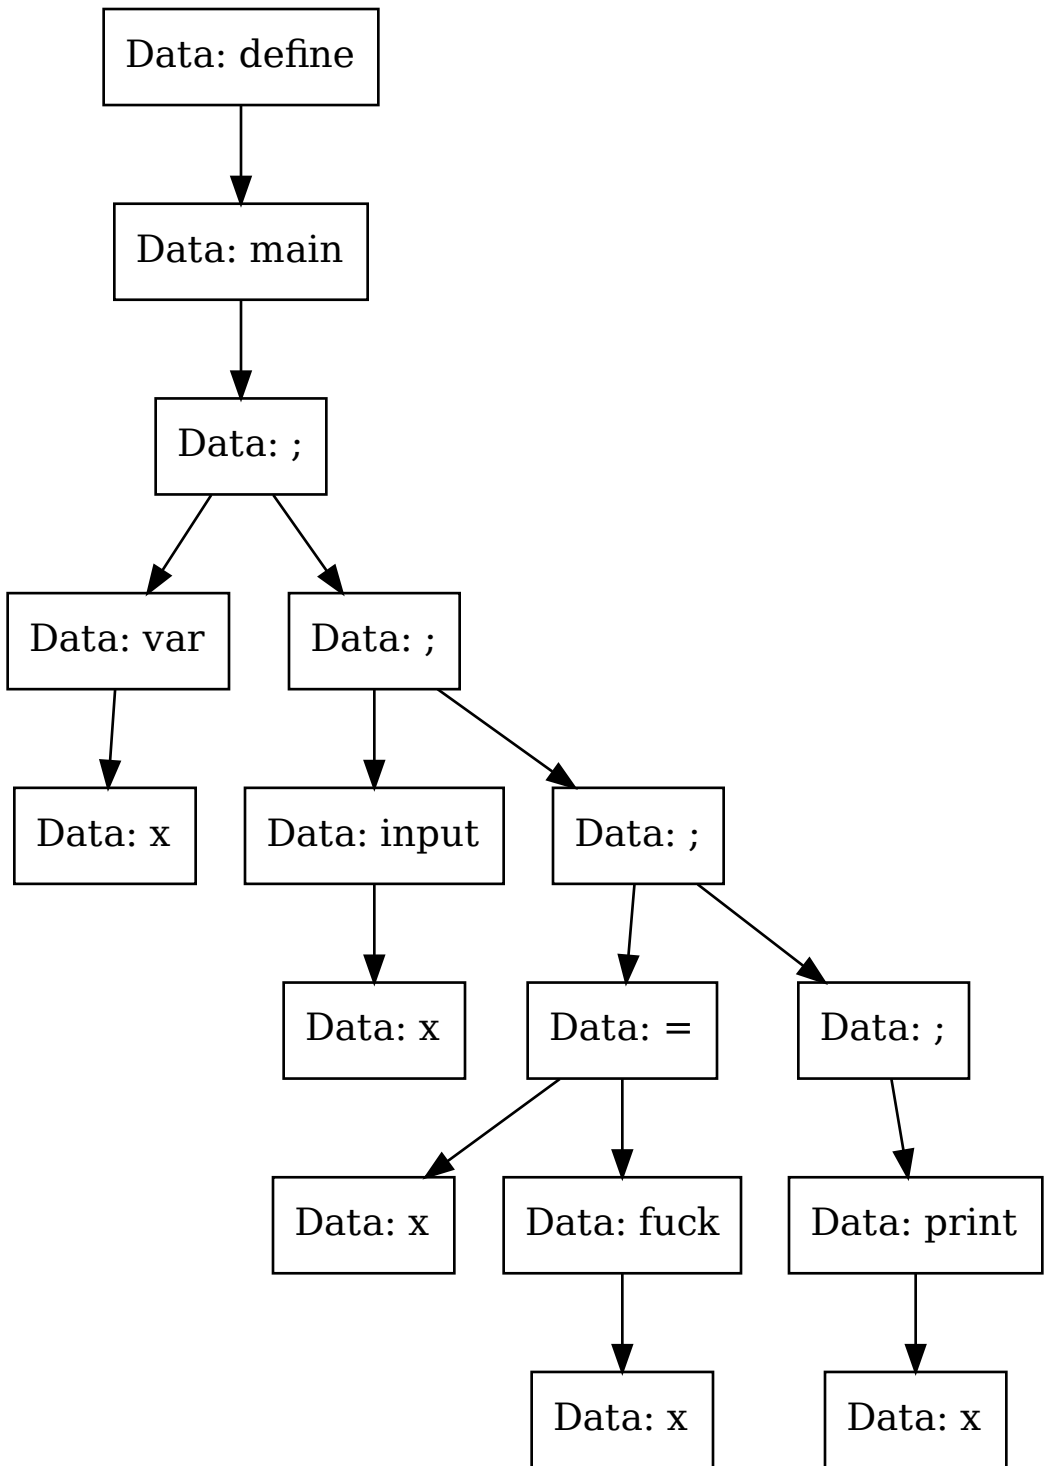 Data: define
Data: main
Data: ;
Data: var
Data: ;
Data: x
Data: input
Data: ;
Data: x
Data: =
Data: ;
Data: x
Data: fuck
Data: print
Data: x
Data: x